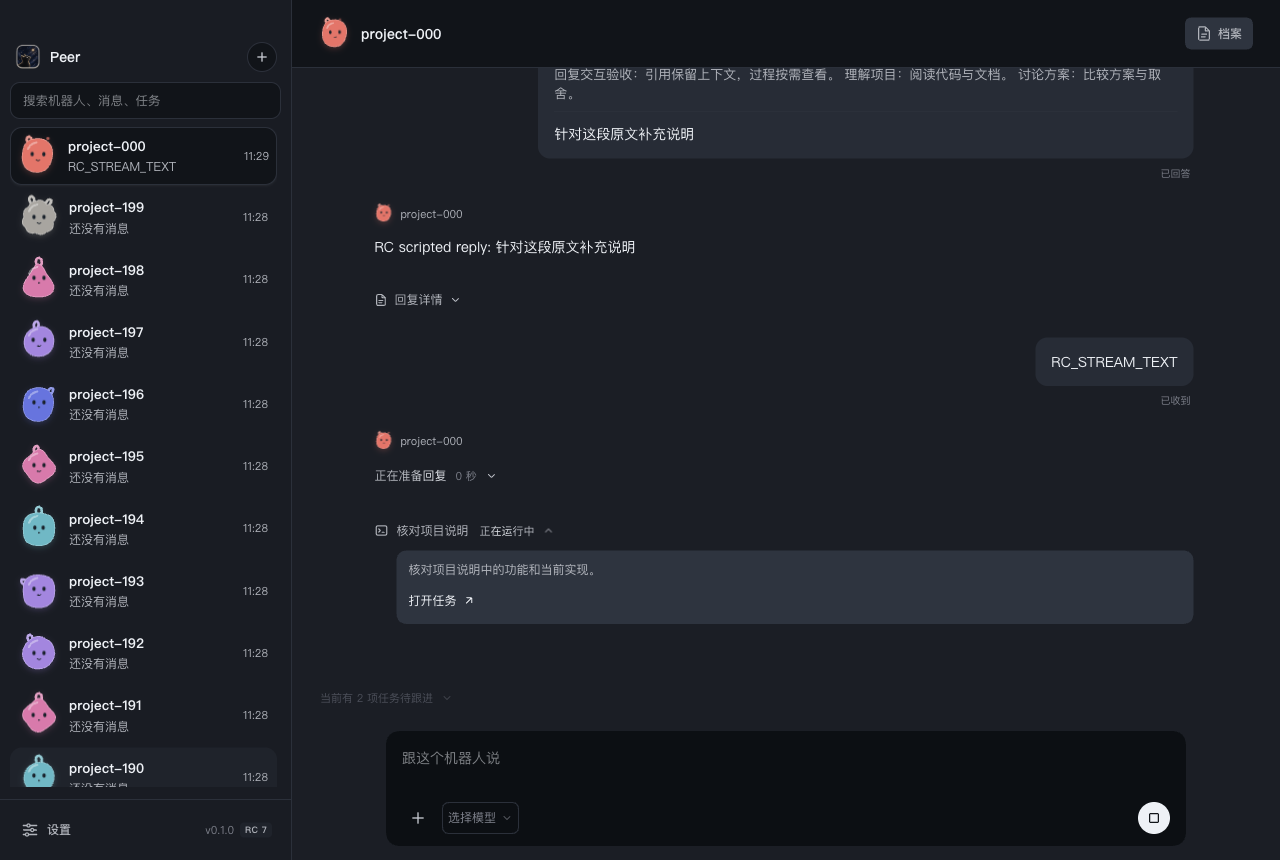 Peer
搜索机器人、消息、任务
project-000
RC_STREAM_TEXT
11:29
project-199
还没有消息
11:28
project-198
还没有消息
11:28
project-197
还没有消息
11:28
project-196
还没有消息
11:28
project-195
还没有消息
11:28
project-194
还没有消息
11:28
project-193
还没有消息
11:28
project-192
还没有消息
11:28
project-191
还没有消息
11:28
project-190
还没有消息
11:28
设置
v0.1.0
RC 7
project-000
档案
回复交互验收：引用保留上下文，过程按需查看。 理解项目：阅读代码与文档。 讨论方案：比较方案与取
舍。
针对这段原文补充说明
已回答
project-000
RC scripted reply: 针对这段原文补充说明
回复详情
RC_STREAM_TEXT
已收到
project-000
正在准备回复 0 秒
核对项目说明 正在运行中
核对项目说明中的功能和当前实现。
打开任务
当前有 2 项任务待跟进
跟这个机器人说
选择模型